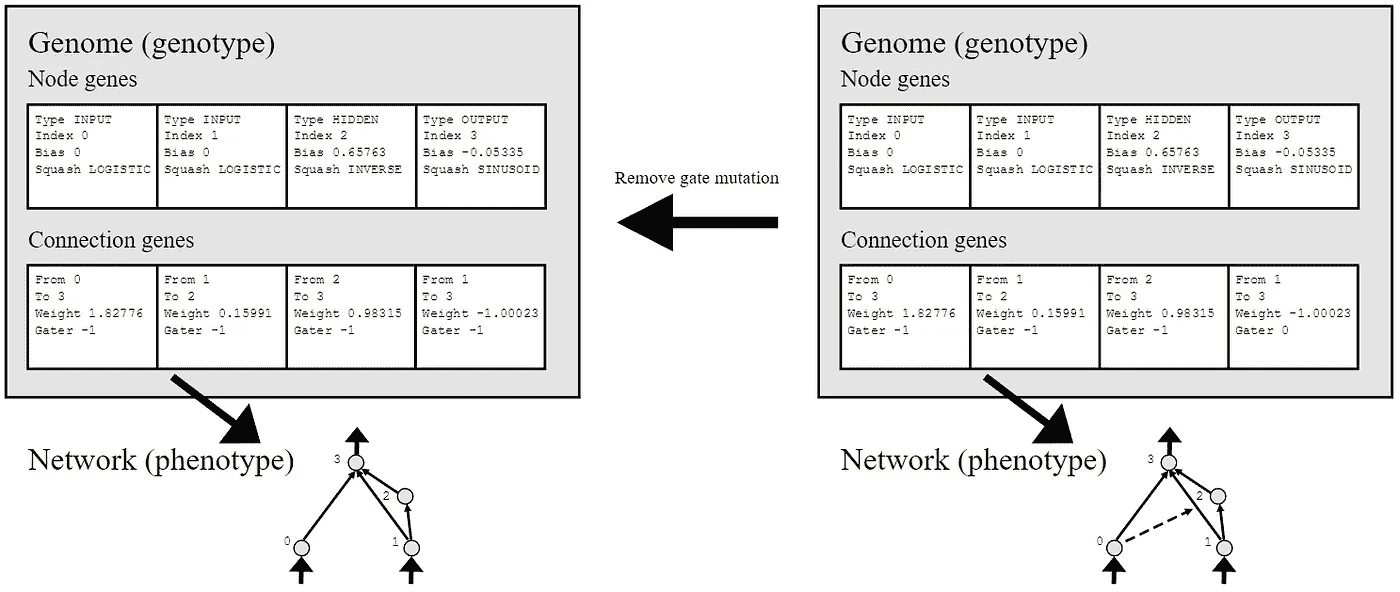 Genome (genotype)
Node genes
Type INPUT
Index 0
Bias 0
Squash LOGISTIC
Type INPUT
Index 1
Bias 0
Squash LOGISTIC
Type HIDDEN
Index 2
Bias 0.65763
Squash INVERSE
Type OUTPUT
Index 3
Bias -0.05335
Squash SINUSOID
Connection genes
From 0
To 3
Weight 1.82776
Gater -1
From 1
To 2
Weight 0.15991
Gater -1
From 2
To 3
Weight 0.98315
Gater -1
From 1
To 3
Weight -1.00023
Gater -1
Network (phenotype)
3
2
0
1
Remove gate mutation
Genome (genotype)
Node genes
Type INPUT
Index 0
Bias 0
Squash LOGISTIC
Type INPUT
Index 1
Bias 0
Squash LOGISTIC
Type HIDDEN
Index 2
Bias 0.65763
Squash INVERSE
Type OUTPUT
Index 3
Bias -0.05335
Squash SINUSOID
Connection genes
From 0
To 3
Weight 1.82776
Gater -1
From 1
To 2
Weight 0.15991
Gater -1
From 2
To 3
Weight 0.98315
Gater -1
From 1
To 3
Weight -1.00023
Gater 0
Network (phenotype)
3
2
0
1